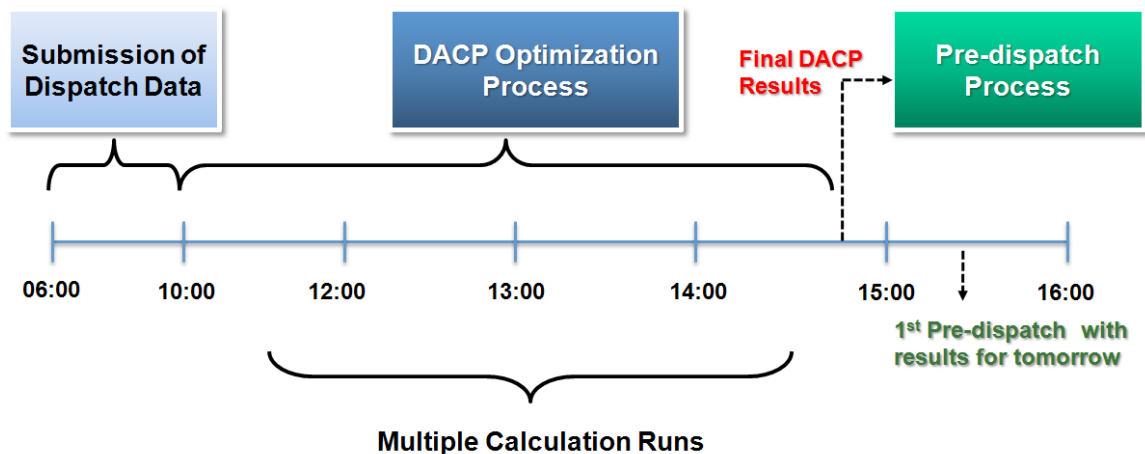 Submission of
Dispatch Data
DACP Optimization
Process
Final DACP
Results
Pre-dispatch
Process
06:00
10:00
12:00
13:00
14:00
15:00
16:00
1st Pre-dispatch with
results for tomorrow
Multiple Calculation Runs